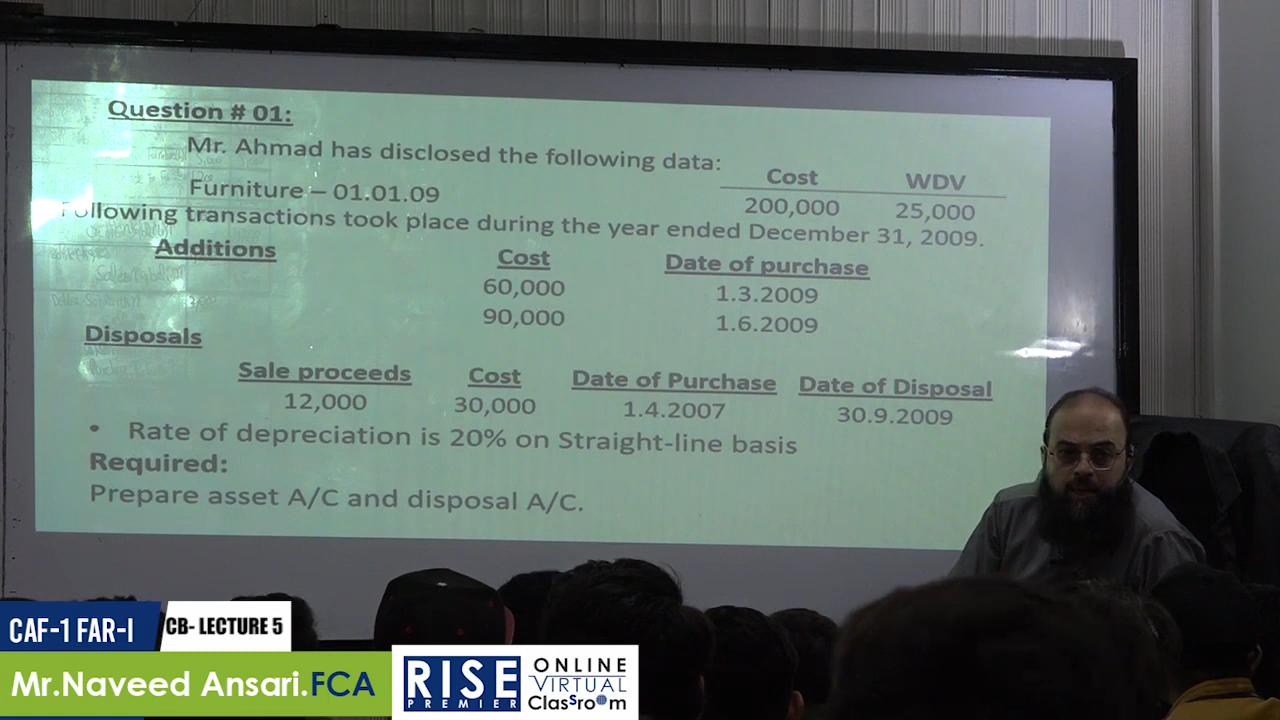 Question # 01:
Mr. Ahmad has disclosed the following data:
Cost WDV
Furniture – 01.01.09 200,000 25,000
Following transactions took place during the year ended December 31, 2009.
Additions Cost Date of purchase
60,000 1.3.2009
90,000 1.6.2009
Disposals
Sale proceeds Cost Date of Purchase Date of Disposal
12,000 30,000 1.4.2007 30.9.2009
• Rate of depreciation is 20% on Straight-line basis
Required:
Prepare asset A/C and disposal A/C.
CAF-1 FAR-I CB- LECTURE 5
Mr.Naveed Ansari.FCA
RISE
PREMIER
ONLINE
VIRTUAL
Classroom